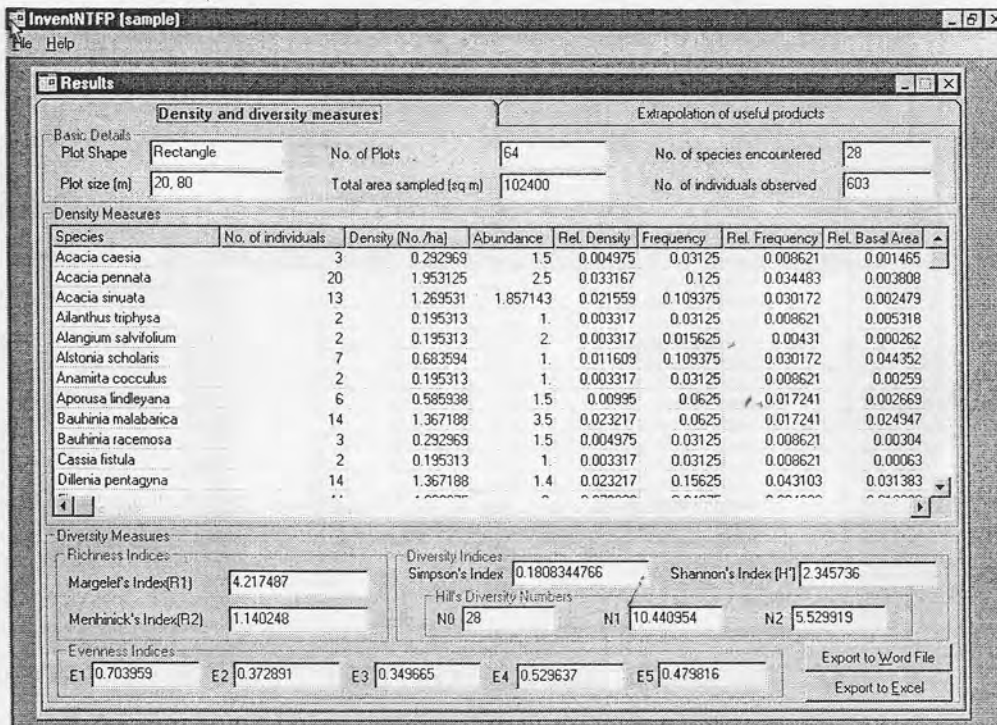 InventNTFP (sample)
File Help
Results
Density and diversity measures Extrapolation of useful products
Basic Details
Plot Shape Rectangle No. of Plots 64 No. of species encountered 28
Plot size (m) 20, 80 Total area sampled (sq m) 102400 No. of individuals observed 603
Density Measures
Species No. of individuals Density (No./ha) Abundance Rel. Density Frequency Rel. Frequency Rel. Basal Area
Acacia caesia 3 0.292969 1.5 0.004975 0.03125 0.008621 0.001465
Acacia pennata 20 1.953125 2.5 0.033167 0.125 0.034483 0.003808
Acacia sinuata 13 1.269531 1.857143 0.021559 0.109375 0.030172 0.002479
Ailanthus triphysa 2 0.195313 1. 0.003317 0.03125 0.008621 0.005318
Alangium salvifolium 2 0.195313 2. 0.003317 0.015625 0.00431 0.000262
Alstonia scholaris 7 0.683594 1. 0.011609 0.109375 0.030172 0.044352
Anamirta cocculus 2 0.195313 1. 0.003317 0.03125 0.008621 0.00259
Aporusa lindleyana 6 0.585938 1.5 0.00995 0.0625 0.017241 0.002669
Bauhinia malabarica 14 1.367188 3.5 0.023217 0.0625 0.017241 0.024947
Bauhinia racemosa 3 0.292969 1.5 0.004975 0.03125 0.008621 0.00304
Cassia fistula 2 0.195313 1. 0.003317 0.03125 0.008621 0.00063
Dillenia pentagyna 14 1.367188 1.4 0.023217 0.15625 0.043103 0.031383
Diversity Measures
Richness Indices
Margelef's Index(R1) 4.217487
Menhinick's Index(R2) 1.140248
Diversity Indices
Simpson's Index 0.1808344766 Shannon's Index (H') 2.345736
Hill's Diversity Numbers
N0 28 N1 10.440954 N2 5.529919
Evenness Indices
E1 0.703959 E2 0.372891 E3 0.349665 E4 0.529637 E5 0.479816
Export to Word File
Export to Excel